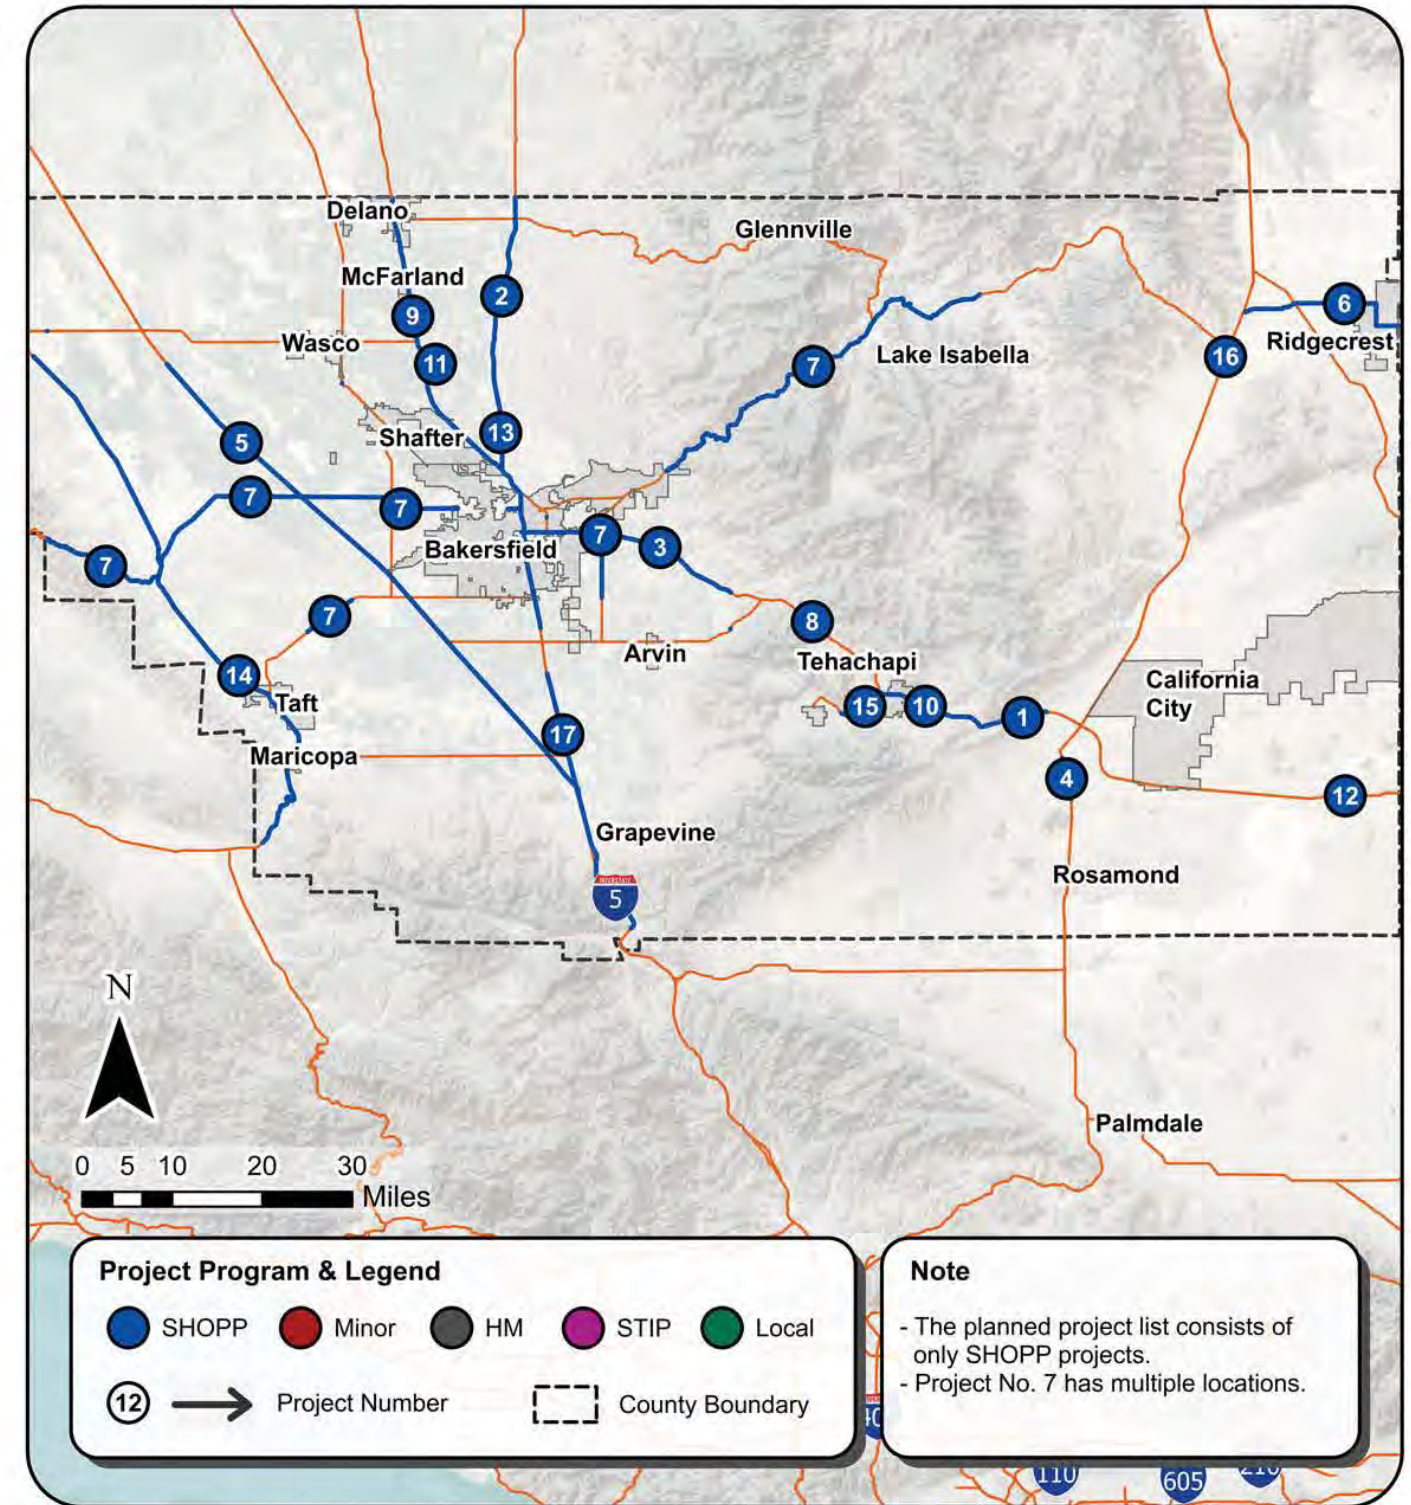 Delano
Glennville
McFarland
2
9
6
Wasco
11
Ridgecrest
16
Lake Isabella
7
13
Shafter
5
7
7
7
3
Bakersfield
7
7
8
Arvin
Tehachapi
14
California
City
Taft
15
10
1
17
Maricopa
4
12
Grapevine
INTERSTATE
5
Rosamond
N
Palmdale
0 5 10 20 30
Miles
Project Program & Legend
SHOPP Minor HM STIP Local
12 Project Number County Boundary
Note
- The planned project list consists of
only SHOPP projects.
- Project No. 7 has multiple locations.
110
605
210